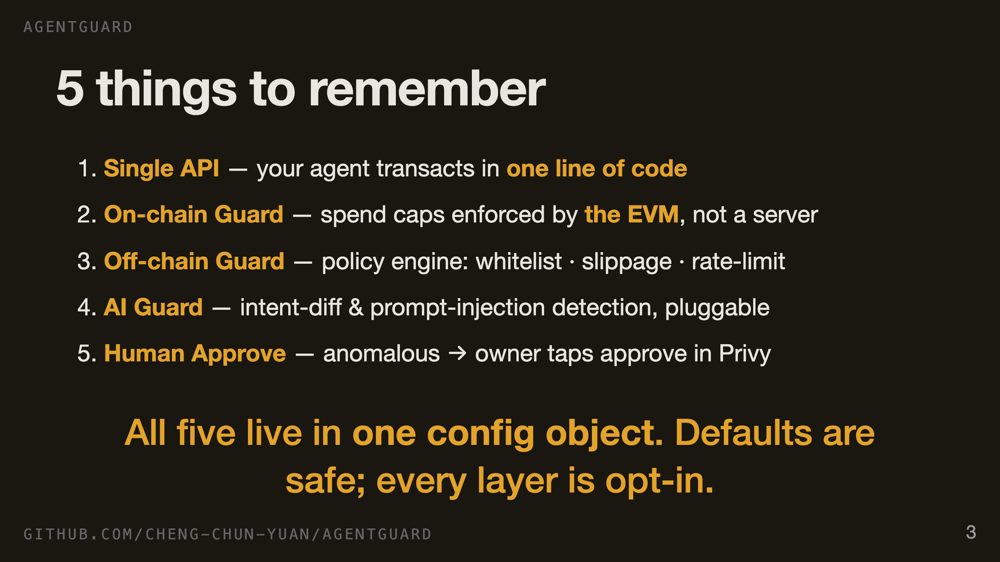 AGENTGUARD
5 things to remember
1. Single API — your agent transacts in one line of code
2. On-chain Guard — spend caps enforced by the EVM, not a server
3. Off-chain Guard — policy engine: whitelist · slippage · rate-limit
4. AI Guard — intent-diff & prompt-injection detection, pluggable
5. Human Approve — anomalous → owner taps approve in Privy
All five live in one config object. Defaults are
safe; every layer is opt-in.
GITHUB.COM/CHENG-CHUN-YUAN/AGENTGUARD
3